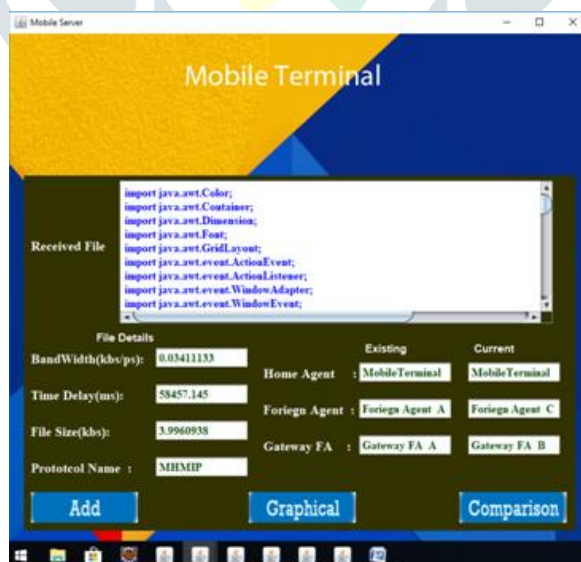 Mobile Server
Mobile Terminal
Received File
import java.awt.Color;
import java.awt.Container;
import java.awt.Dimension;
import java.awt.Font;
import java.awt.GridLayout;
import java.awt.event.ActionEvent;
import java.awt.event.ActionListener;
import java.awt.event.WindowAdapter;
import java.awt.event.WindowEvent;
File Details
BandWidth(kbs/ps): 0.03411133
Time Delay(ms): 58457.145
File Size(kbs): 3.9960938
Prototcol Name : MHMIP
Existing Current
Home Agent : MobileTerminal MobileTerminal
Foriegn Agent : Foriegn Agent A Foriegn Agent C
Gateway FA : Gateway FA A Gateway FA B
Add Graphical Comparison